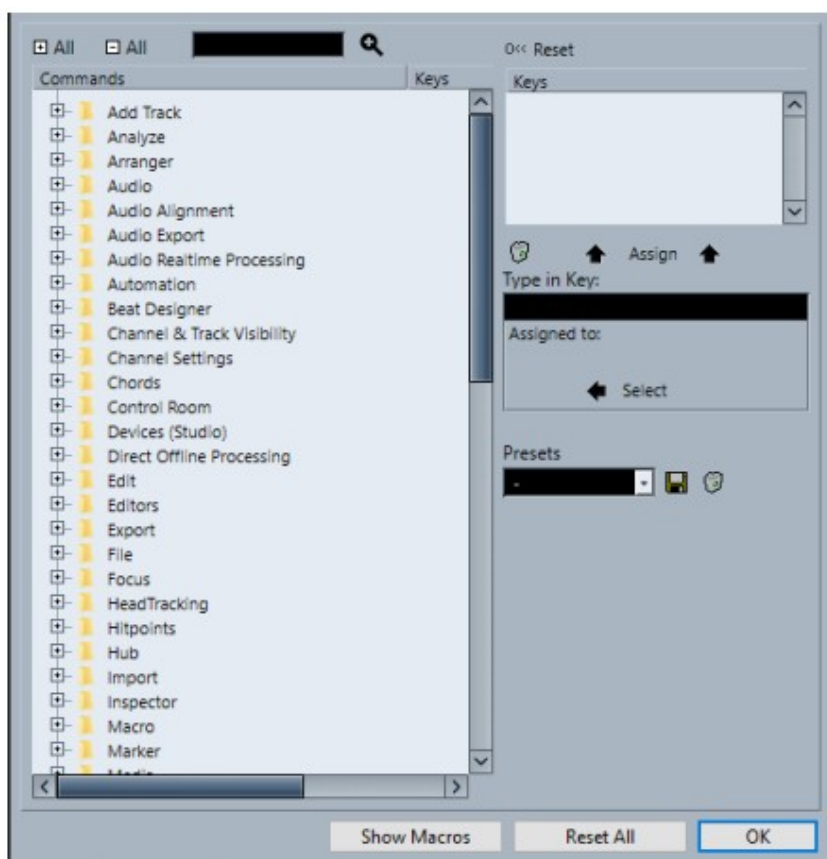 All All
O<< Reset
Commands Keys
Keys
Add Track
Analyze
Arranger
Audio
Audio Alignment
Audio Export
Audio Realtime Processing
Automation
Beat Designer
Channel & Track Visibility
Channel Settings
Chords
Control Room
Devices (Studio)
Direct Offline Processing
Edit
Editors
Export
File
Focus
HeadTracking
Hitpoints
Hub
Import
Inspector
Macro
Marker
Assign
Type in Key:
Assigned to:
Select
Presets
-
Show Macros Reset All OK